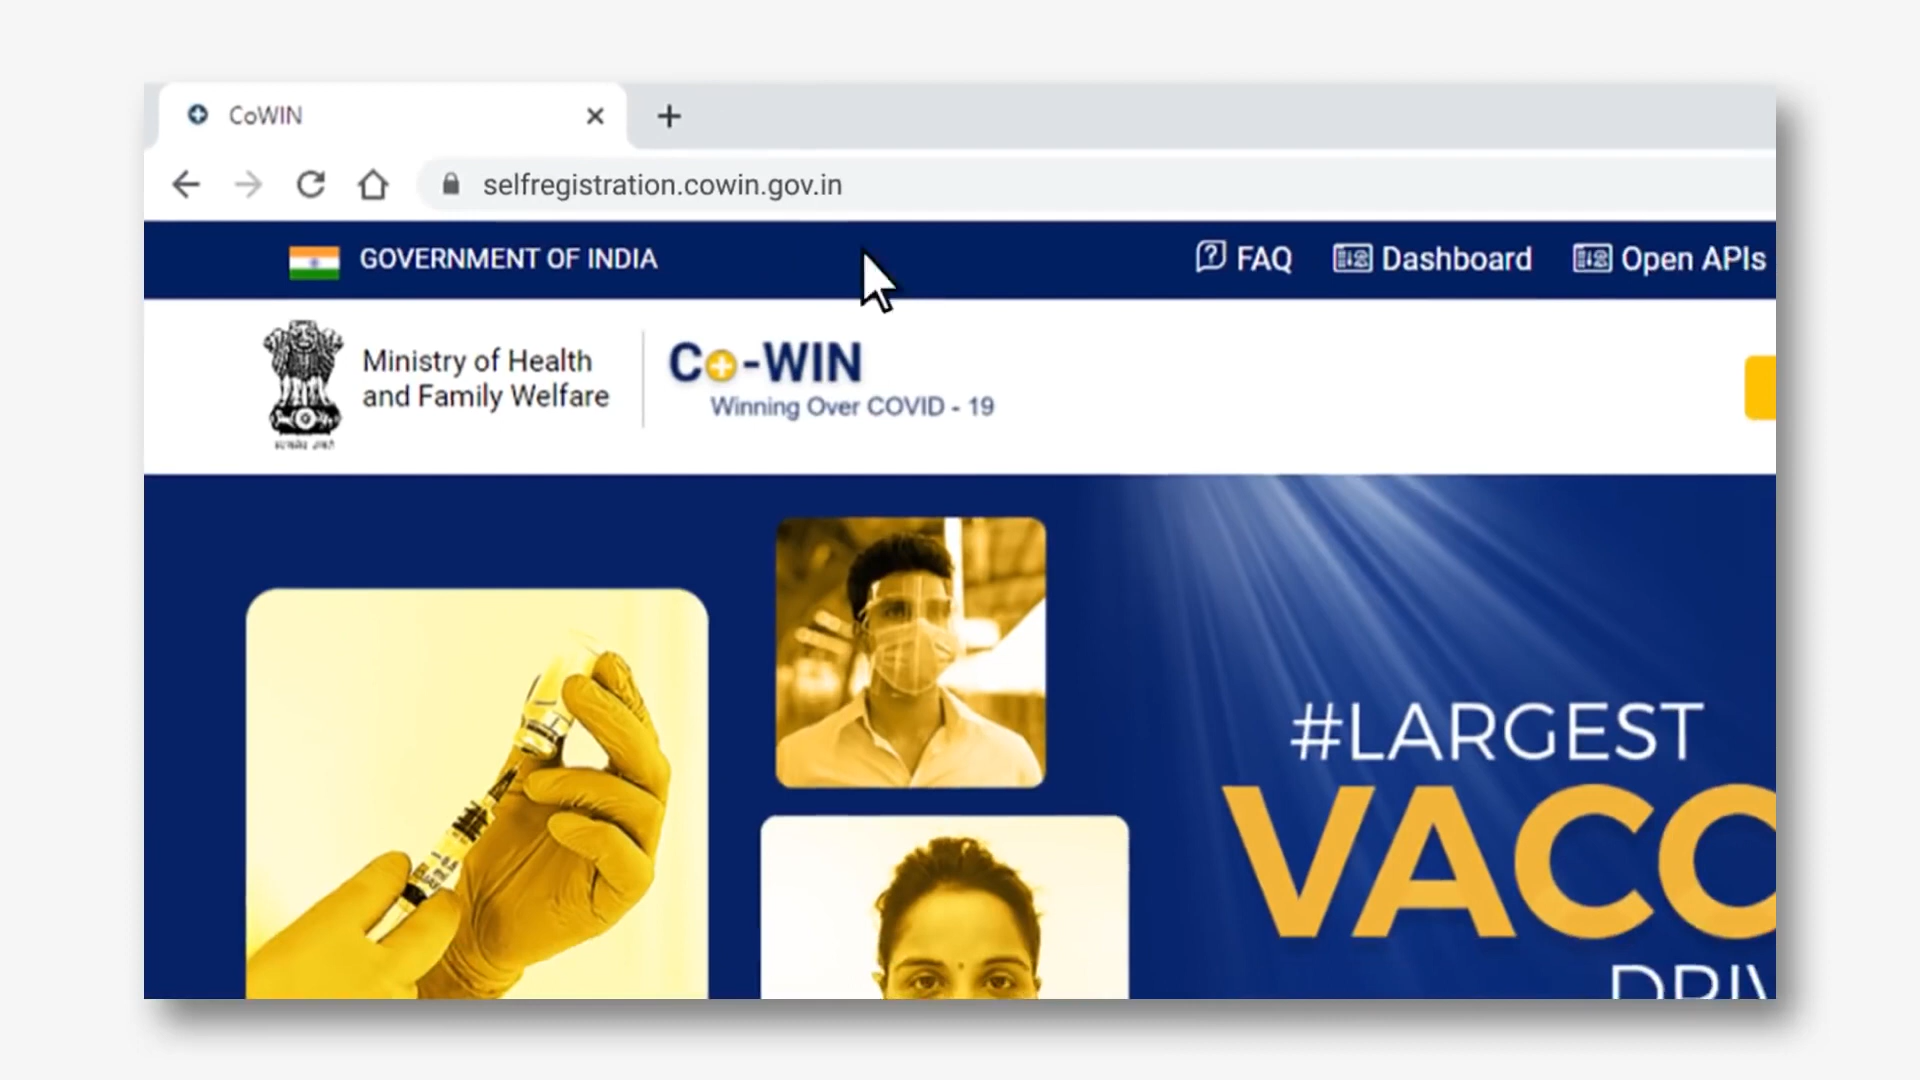 CoWIN
selfregistration.cowin.gov.in
GOVERNMENT OF INDIA
FAQ
Dashboard
Open APIs
Ministry of Health
and Family Welfare
Co-WIN
Winning Over COVID - 19
#LARGEST
VACC
DRIV